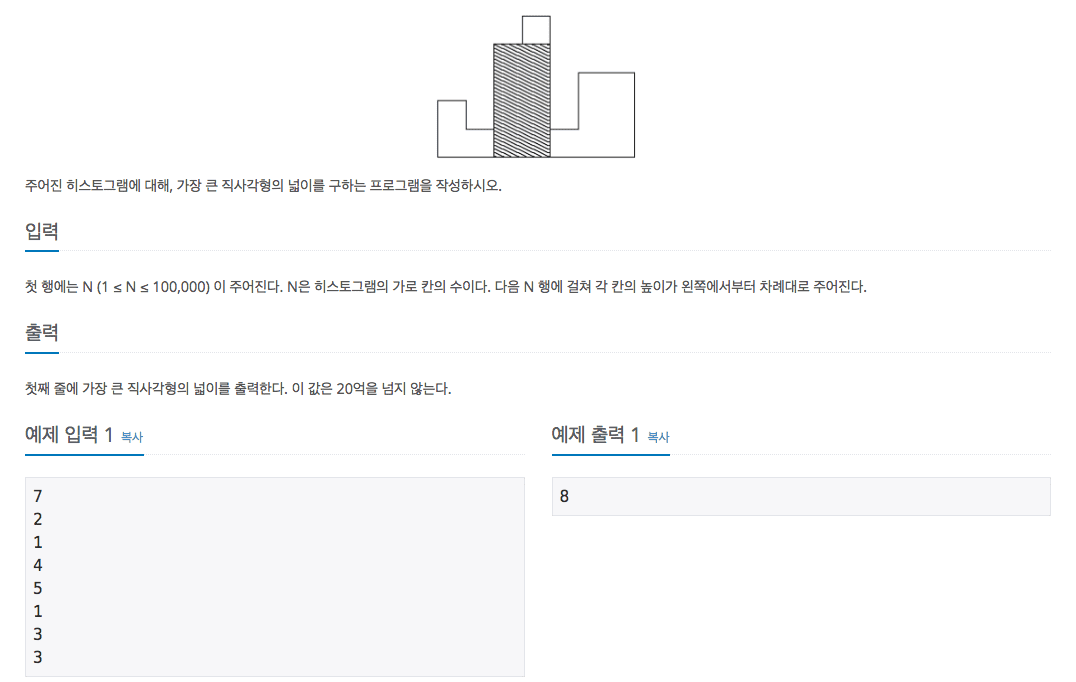 주어진 히스토그램에 대해, 가장 큰 직사각형의 넓이를 구하는 프로그램을 작성하시오.
입력
첫 행에는 N (1 ≤ N ≤ 100,000) 이 주어진다. N은 히스토그램의 가로 칸의 수이다. 다음 N 행에 걸쳐 각 칸의 높이가 왼쪽에서부터 차례대로 주어진다.
출력
첫째 줄에 가장 큰 직사각형의 넓이를 출력한다. 이 값은 20억을 넘지 않는다.
예제 입력 1 복사
7
2
1
4
5
1
3
3
예제 출력 1 복사
8